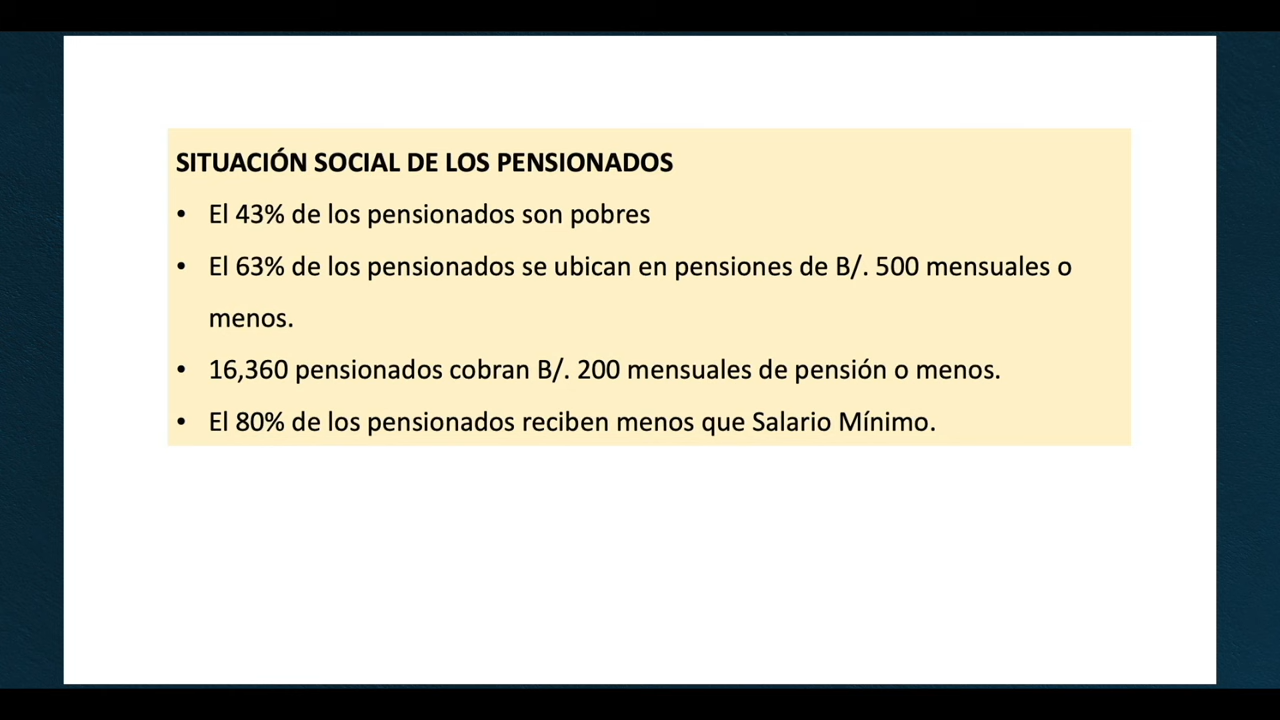 SITUACIÓN SOCIAL DE LOS PENSIONADOS
• El 43% de los pensionados son pobres
• El 63% de los pensionados se ubican en pensiones de B/. 500 mensuales o
menos.
• 16,360 pensionados cobran B/. 200 mensuales de pensión o menos.
• El 80% de los pensionados reciben menos que Salario Mínimo.